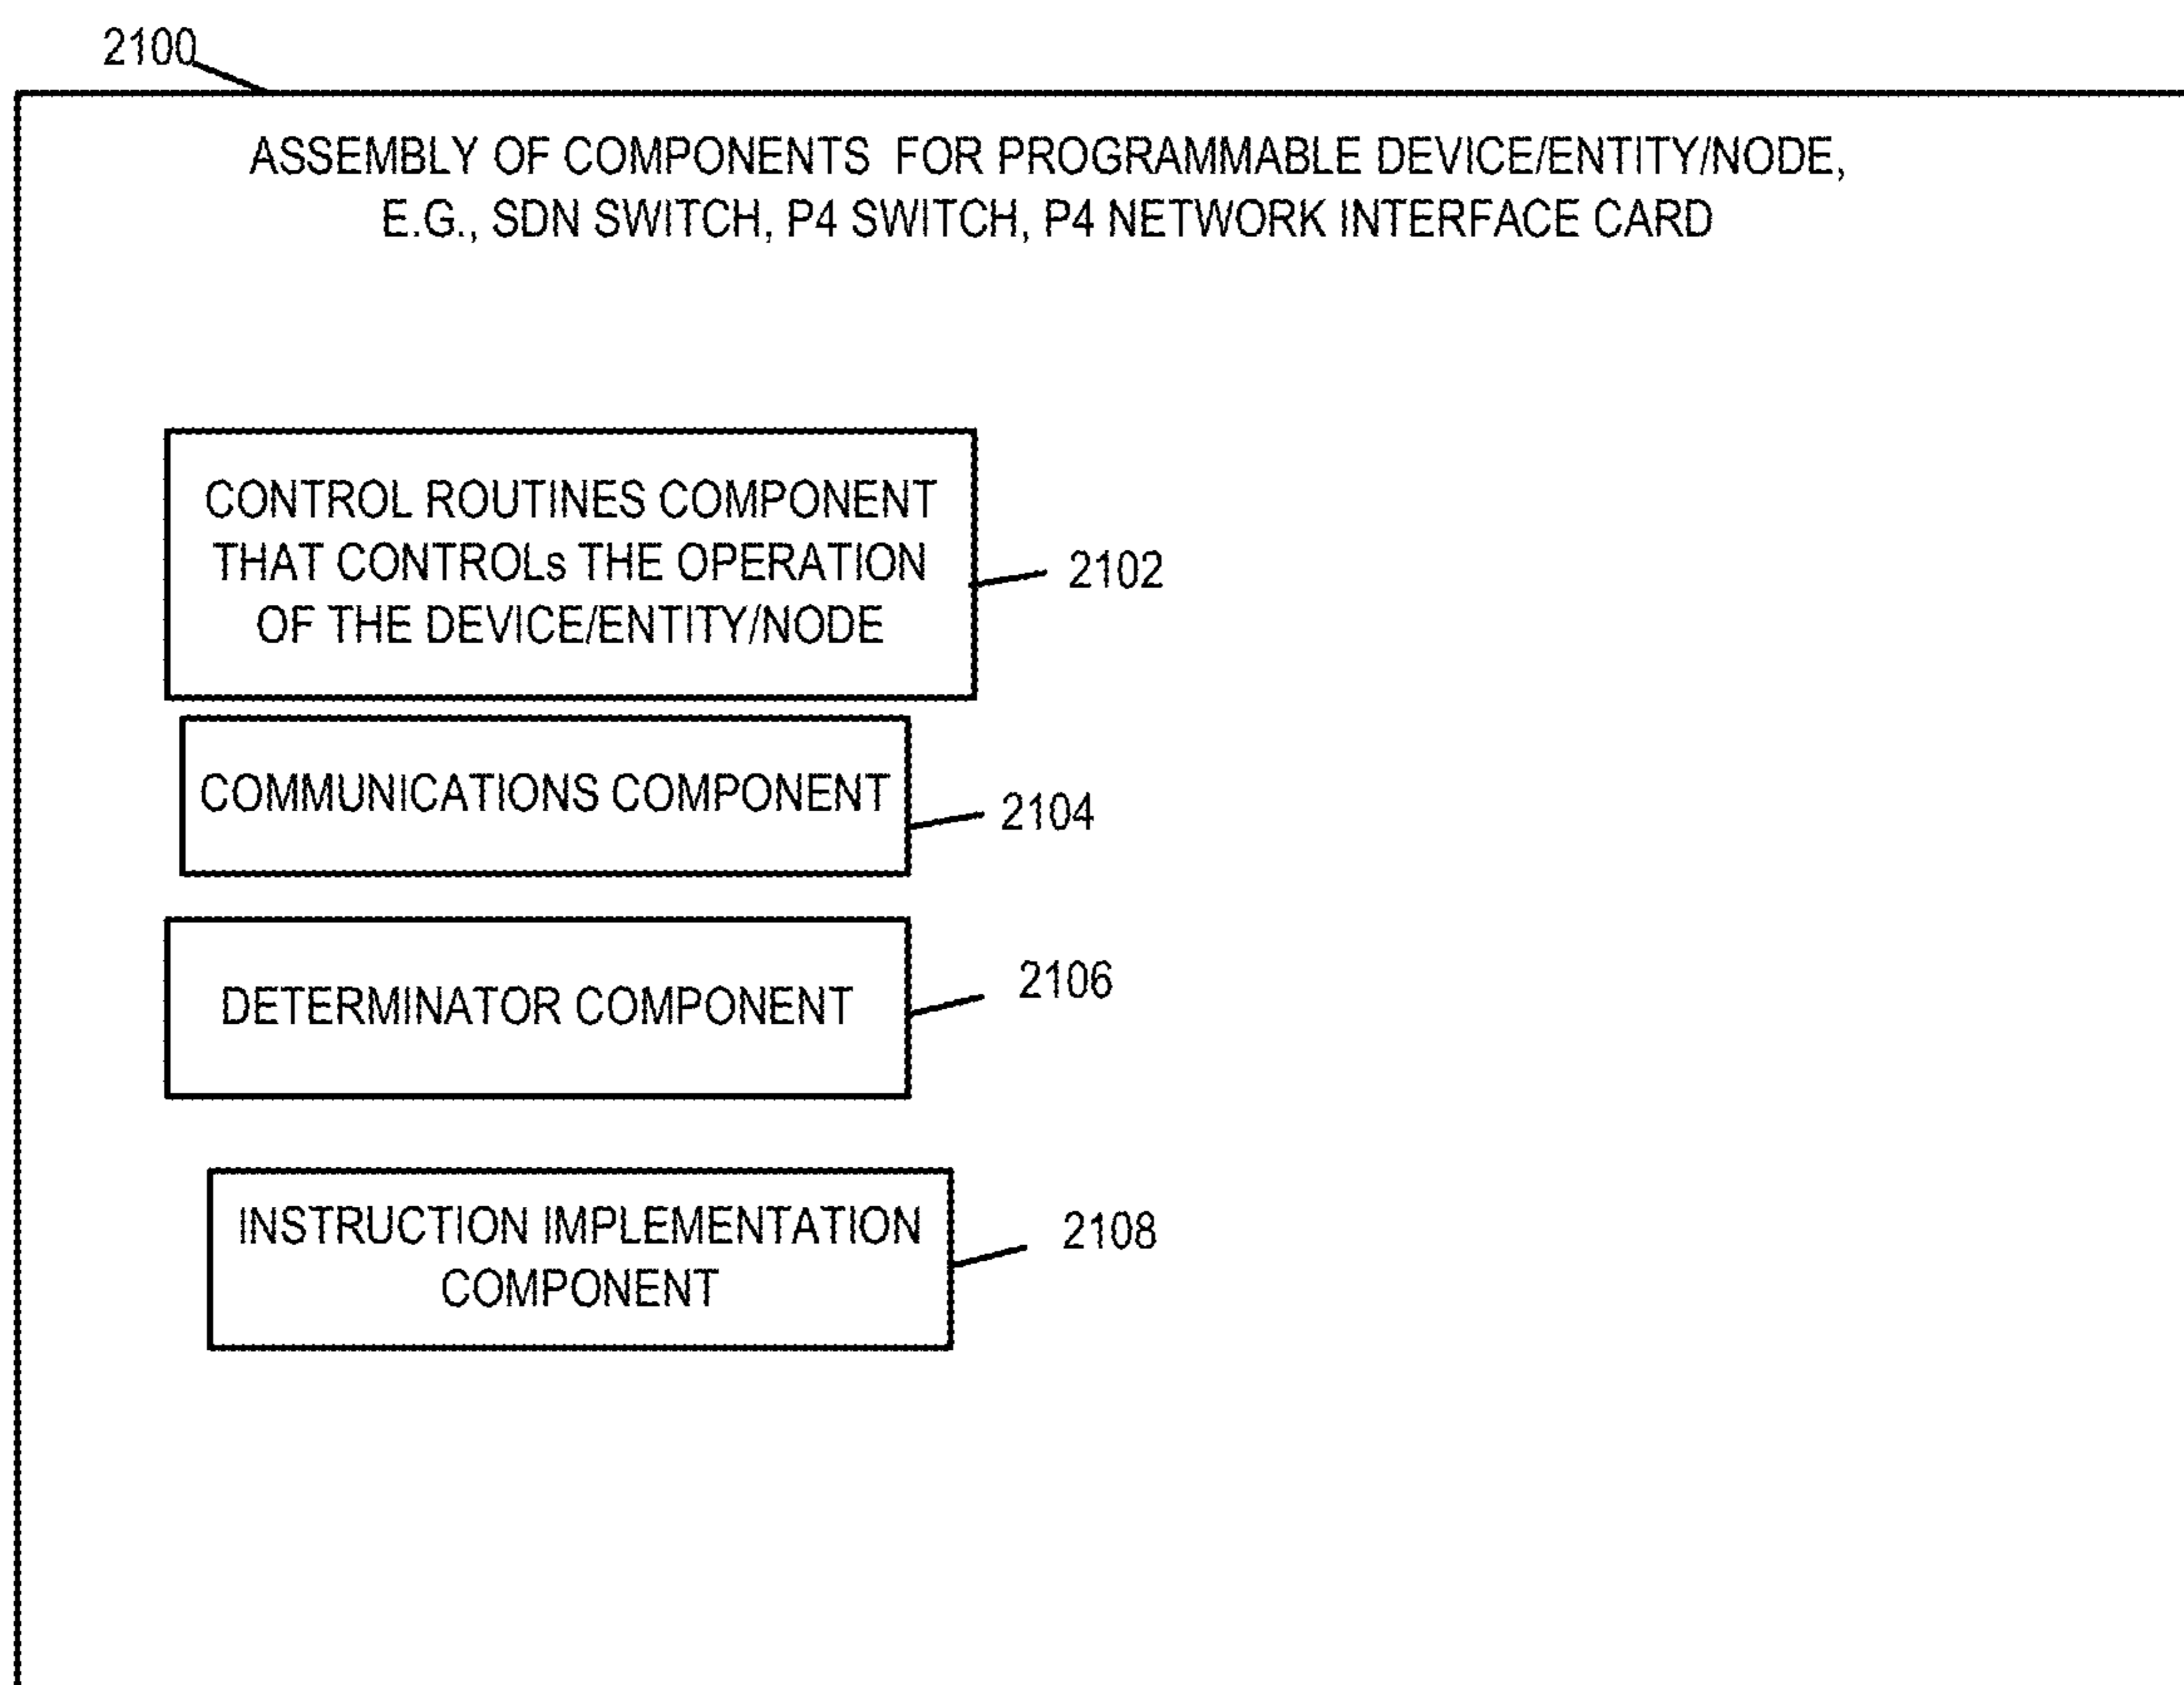 2100
ASSEMBLY OF COMPONENTS FOR PROGRAMMABLE DEVICE/ENTITY/NODE,
E.G., SDN SWITCH, P4 SWITCH, P4 NETWORK INTERFACE CARD
CONTROL ROUTINES COMPONENT
THAT CONTROLs THE OPERATION
OF THE DEVICE/ENTITY/NODE
2102
COMMUNICATIONS COMPONENT
2104
DETERMINATOR COMPONENT
2106
INSTRUCTION IMPLEMENTATION
COMPONENT
2108